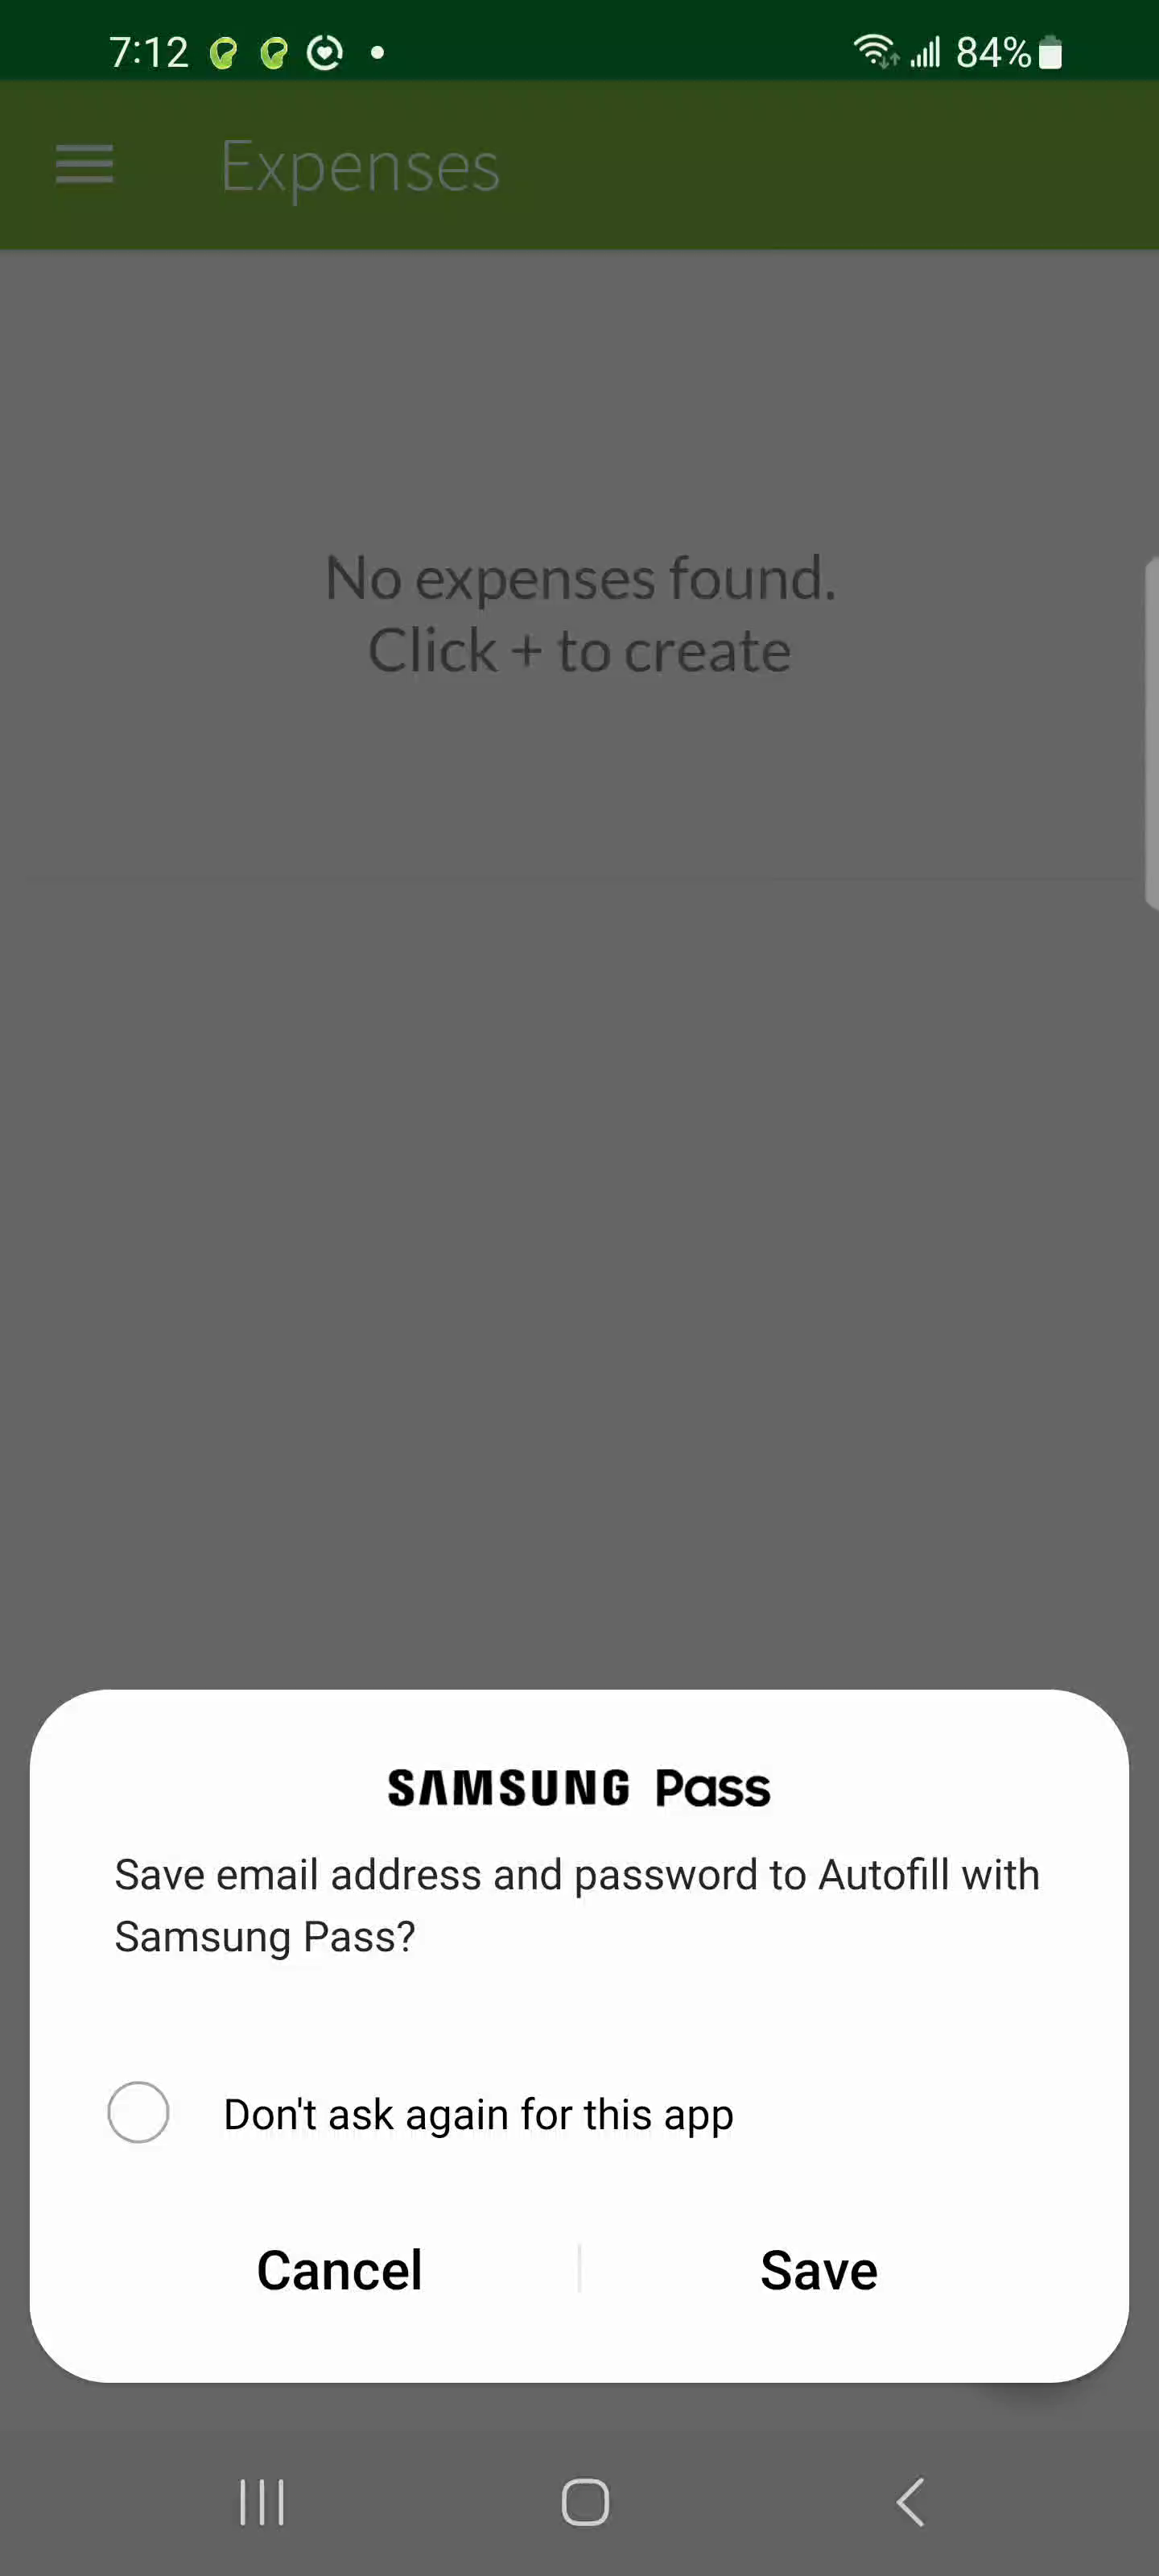 7:12 84%
Expenses
No expenses found.
Click + to create
SAMSUNG Pass
Save email address and password to Autofill with
Samsung Pass?
Don't ask again for this app
Cancel Save